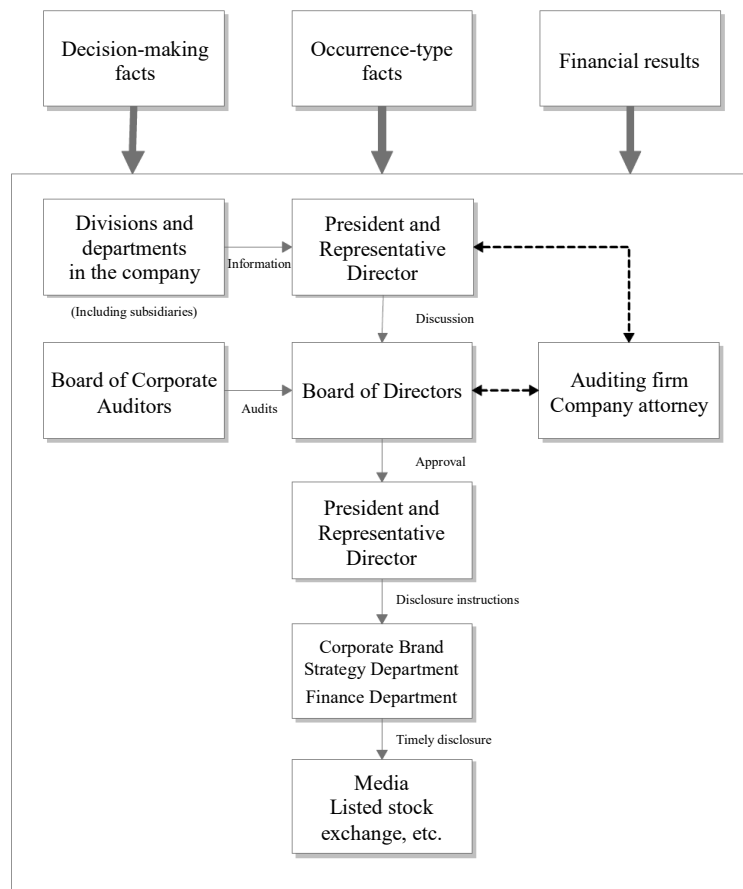 Decision-making
facts
Occurrence-type
facts
Financial results
Divisions and
departments
in the company
(Including subsidiaries)
Information
President and
Representative
Director
Discussion
Board of Corporate
Auditors
Audits
Board of Directors
Auditing firm
Company attorney
Approval
President and
Representative
Director
Disclosure instructions
Corporate Brand
Strategy Department
Finance Department
Timely disclosure
Media
Listed stock
exchange, etc.